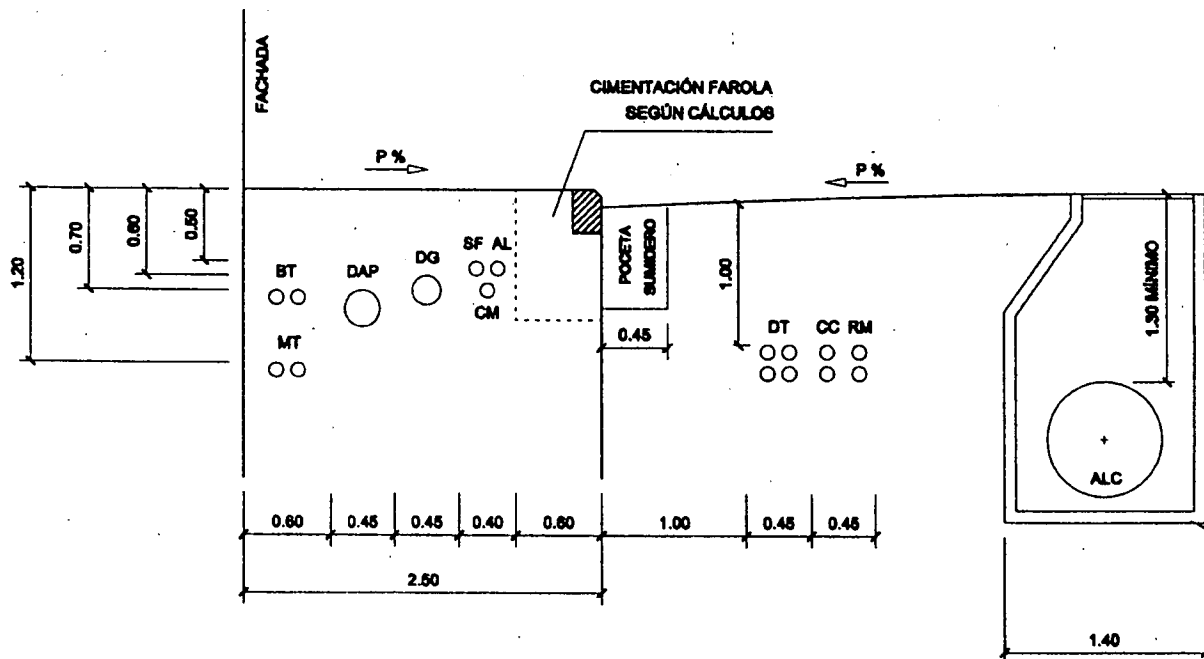 FACHADA
CIMENTACIÓN FAROLA
SEGÚN CÁLCULOS
P %
P %
1.20
0.70
0.60
0.50
BT
DAP
DG
SF AL
CM
MT
POCETA
SUMIDERO
0.45
1.00
DT CC RM
1.30 MÍNIMO
ALC
0.60 0.45 0.45 0.40 0.60 1.00 0.45 0.45
2.50
1.40